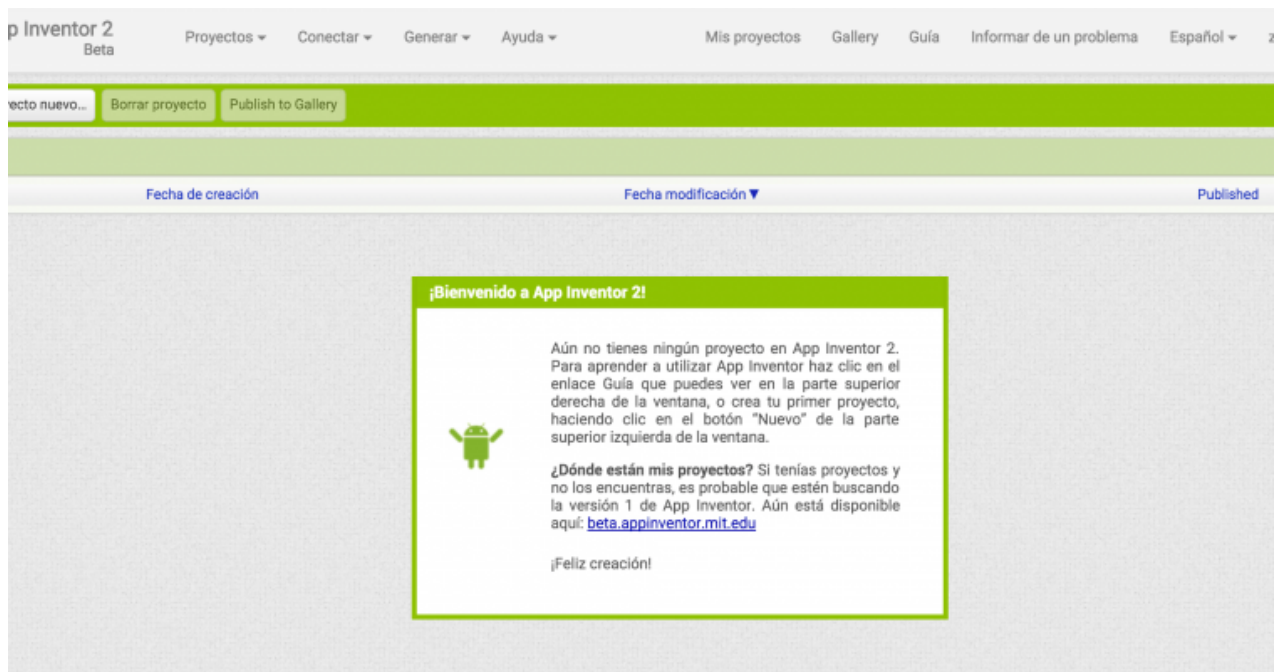 p Inventor 2
Beta
Proyectos Conectar Generar Ayuda Mis proyectos Gallery Guía Informar de un problema Español z
yecto nuevo... Borrar proyecto Publish to Gallery
Fecha de creación Fecha modificación ▼ Published
¡Bienvenido a App Inventor 2!
Aún no tienes ningún proyecto en App Inventor 2.
Para aprender a utilizar App Inventor haz clic en el
enlace Guía que puedes ver en la parte superior
derecha de la ventana, o crea tu primer proyecto,
haciendo clic en el botón "Nuevo" de la parte
superior izquierda de la ventana.
¿Dónde están mis proyectos? Si tenías proyectos y
no los encuentras, es probable que estén buscando
la versión 1 de App Inventor. Aún está disponible
aquí: beta.appinventor.mit.edu
¡Feliz creación!